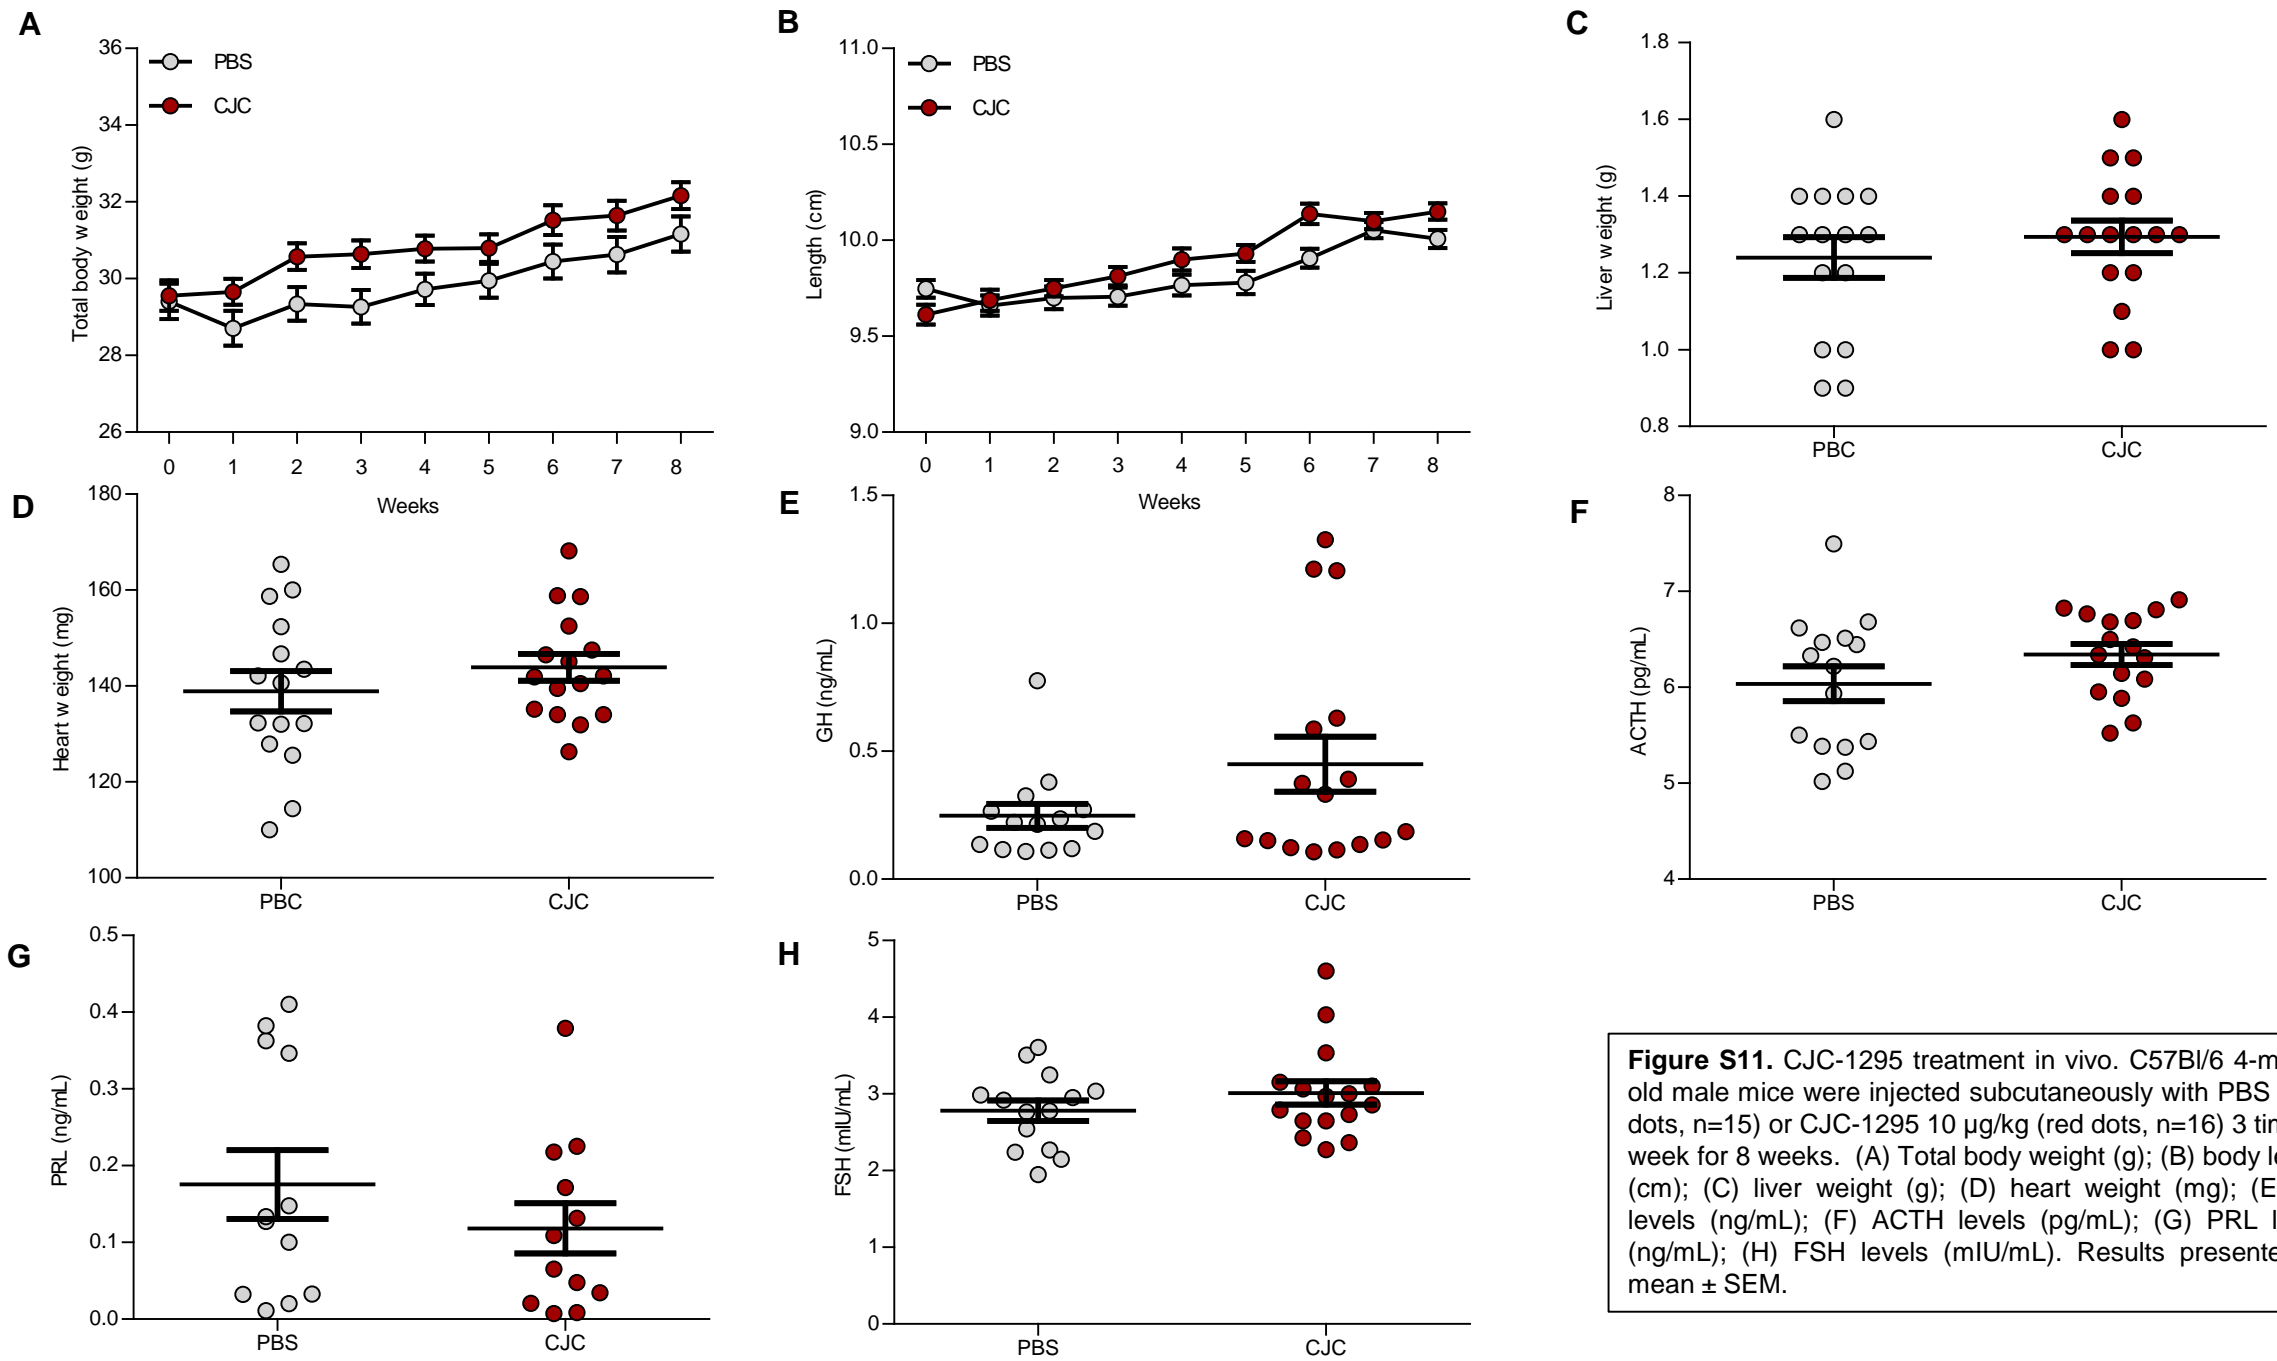 A
36
34
32
30
28
26
Total body w eight (g)
PBS
CJC
0 1 2 3 4 5 6 7 8
Weeks
B
11.0
10.5
10.0
9.5
9.0
Length (cm)
PBS
CJC
0 1 2 3 4 5 6 7 8
Weeks
C
1.8
1.6
1.4
1.2
1.0
0.8
Liver w eight (g)
PBC CJC
D
180
160
140
120
100
Heart w eight (mg)
PBC CJC
E
1.5
1.0
0.5
0.0
GH (ng/mL)
PBS CJC
F
8
7
6
5
4
ACTH (pg/mL)
PBS CJC
G
0.5
0.4
0.3
0.2
0.1
0.0
PRL (ng/mL)
PBS CJC
H
5
4
3
2
1
0
FSH (mIU/mL)
PBS CJC
Figure S11. CJC-1295 treatment in vivo. C57Bl/6 4-m
old male mice were injected subcutaneously with PBS
dots, n=15) or CJC-1295 10 µg/kg (red dots, n=16) 3
week for 8 weeks. (A) Total body weight (g); (B) body
(cm); (C) liver weight (g); (D) heart weight (mg); (E
levels (ng/mL); (F) ACTH levels (pg/mL); (G) PRL
(ng/mL); (H) FSH levels (mIU/mL). Results
mean ± SEM.